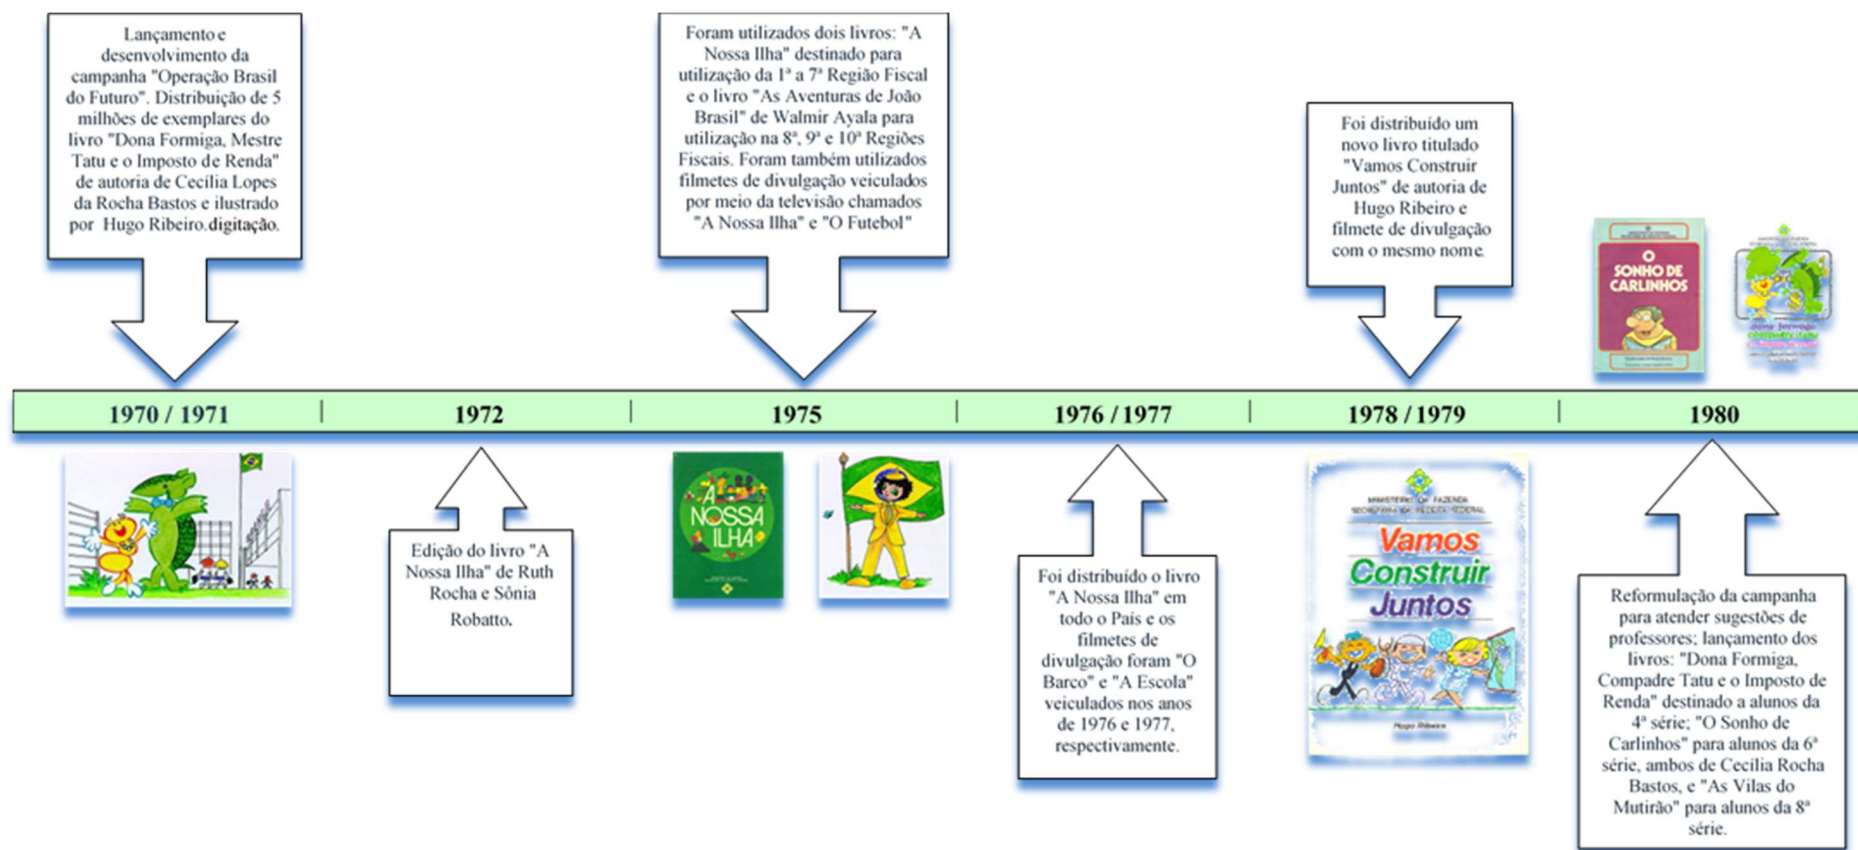 Lançamento e
desenvolvimento da
campanha "Operação Brasil
do Futuro". Distribuição de 5
milhões de exemplares do
livro "Dona Formiga, Mestre
Tatu e o Imposto de Renda"
de autoria de Cecília Lopes
da Rocha Bastos e ilustrado
por Hugo Ribeiro.digitação.
Foram utilizados dois livros: "A
Nossa Ilha" destinado para
utilização da 1ª a 7ª Região Fiscal
e o livro "As Aventuras de João
Brasil" de Walmir Ayala para
utilização na 8ª, 9ª e 10ª Regiões
Fiscais. Foram também utilizados
filmetes de divulgação veiculados
por meio da televisão chamados
"A Nossa Ilha" e "O Futebol"
Foi distribuído um
novo livro titulado
"Vamos Construir
Juntos" de autoria de
Hugo Ribeiro e
filmete de divulgação
com o mesmo nome.
O
SONHO DE
CARLINHOS
dona formiga
compadre tatu
1970 / 1971 | 1972 | 1975 | 1976 / 1977 | 1978 / 1979 | 1980
A
NOSSA
ILHA
Edição do livro "A
Nossa Ilha" de Ruth
Rocha e Sônia
Robatto.
Foi distribuído o livro
"A Nossa Ilha" em
todo o País e os
filmetes de
divulgação foram "O
Barco" e "A Escola"
veiculados nos anos
de 1976 e 1977,
respectivamente.
MINISTÉRIO DA FAZENDA
SECRETARIA DA RECEITA FEDERAL
Vamos
Construir
Juntos
Hugo Ribeiro
Reformulação da campanha
para atender sugestões de
professores; lançamento dos
livros: "Dona Formiga,
Compadre Tatu e o Imposto de
Renda" destinado a alunos da
4ª série; "O Sonho de
Carlinhos" para alunos da 6ª
série, ambos de Cecília Rocha
Bastos, e "As Vilas do
Mutirão" para alunos da 8ª
série.